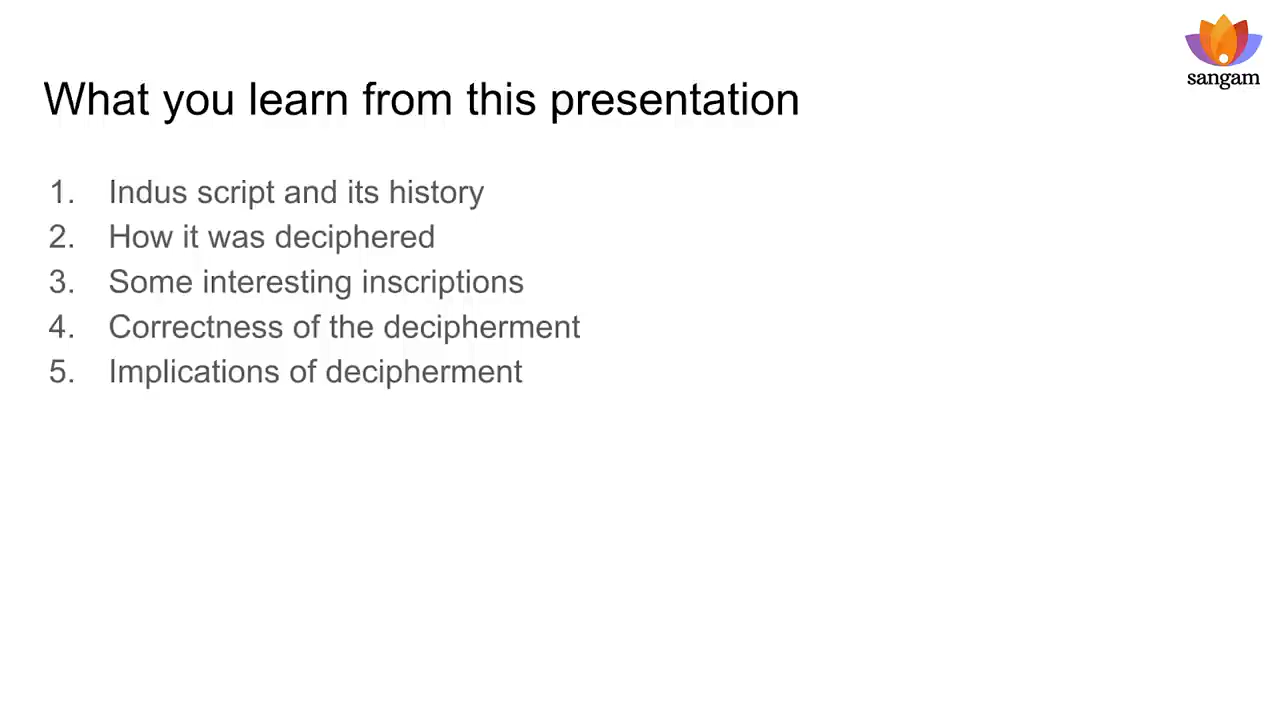 sangam
What you learn from this presentation
1. Indus script and its history
2. How it was deciphered
3. Some interesting inscriptions
4. Correctness of the decipherment
5. Implications of decipherment